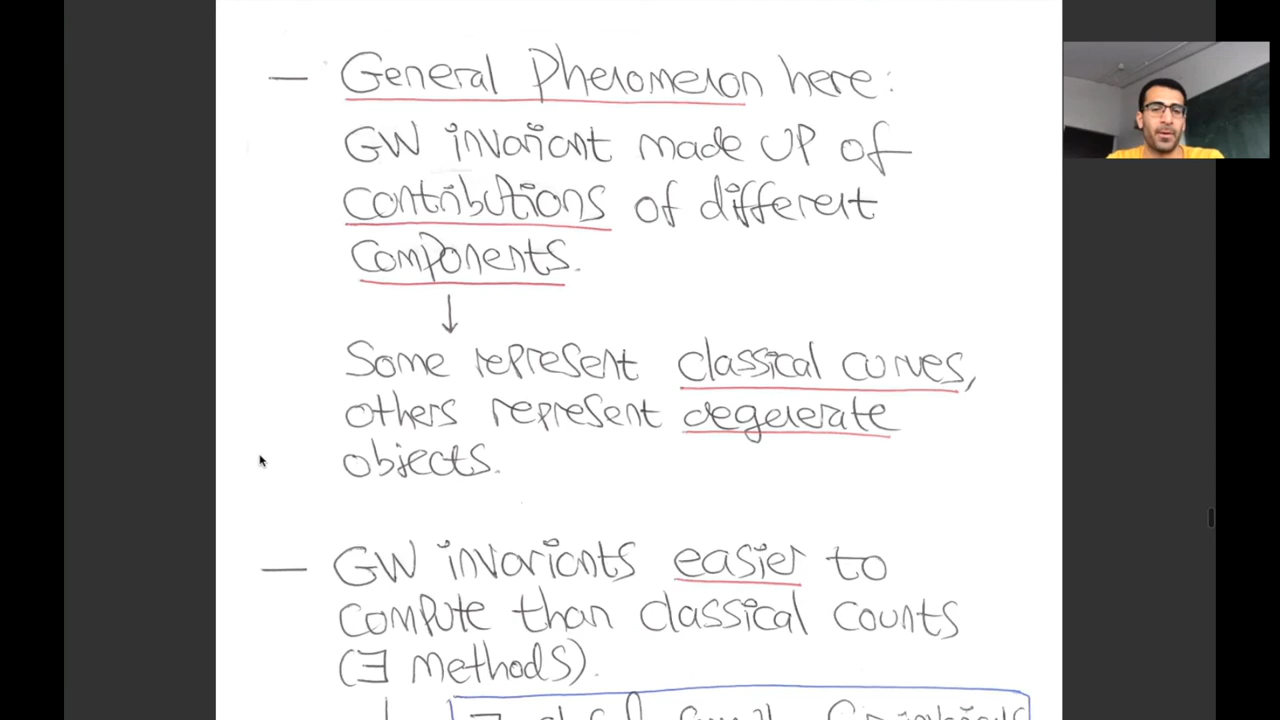 — General Phenomenon here:
GW invariant made up of
contributions of different
components.
↓
Some represent classical curves,
others represent degenerate
objects.
— GW invariants easier to
compute than classical counts
(∃ methods).